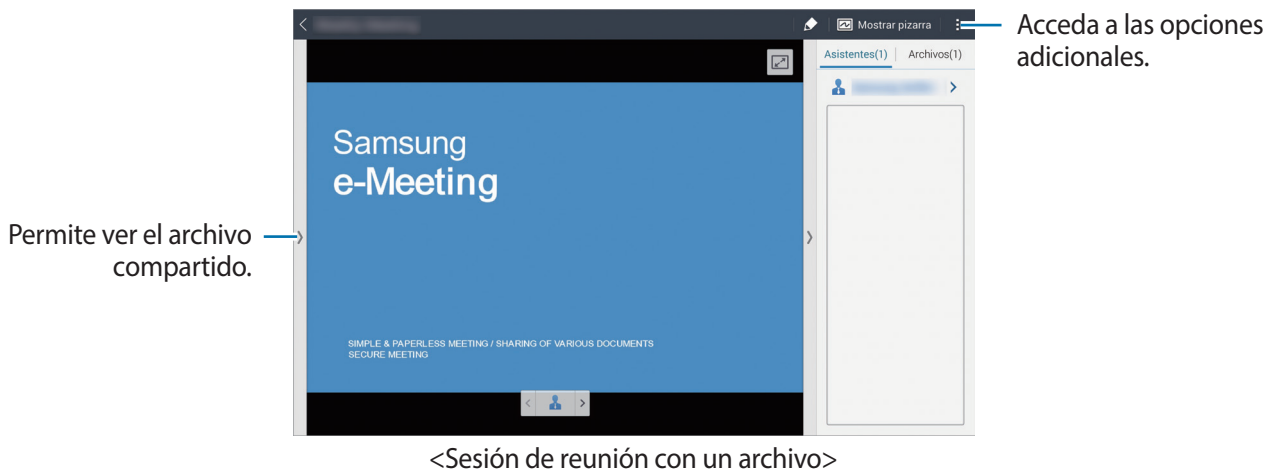 Mostrar pizarra
Acceda a las opciones
adicionales.
Asistentes(1)
Archivos(1)
Samsung
e-Meeting
Permite ver el archivo
compartido.
SIMPLE & PAPERLESS MEETING / SHARING OF VARIOUS DOCUMENTS
SECURE MEETING
<Sesión de reunión con un archivo>